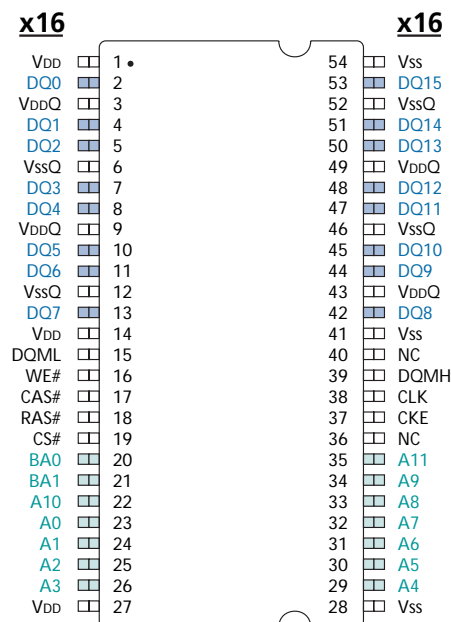 x16 x16
VDD 1 54 Vss
DQ0 2 53 DQ15
VDDQ 3 52 VssQ
DQ1 4 51 DQ14
DQ2 5 50 DQ13
VssQ 6 49 VDDQ
DQ3 7 48 DQ12
DQ4 8 47 DQ11
VDDQ 9 46 VssQ
DQ5 10 45 DQ10
DQ6 11 44 DQ9
VssQ 12 43 VDDQ
DQ7 13 42 DQ8
VDD 14 41 Vss
DQML 15 40 NC
WE# 16 39 DQMH
CAS# 17 38 CLK
RAS# 18 37 CKE
CS# 19 36 NC
BA0 20 35 A11
BA1 21 34 A9
A10 22 33 A8
A0 23 32 A7
A1 24 31 A6
A2 25 30 A5
A3 26 29 A4
VDD 27 28 Vss